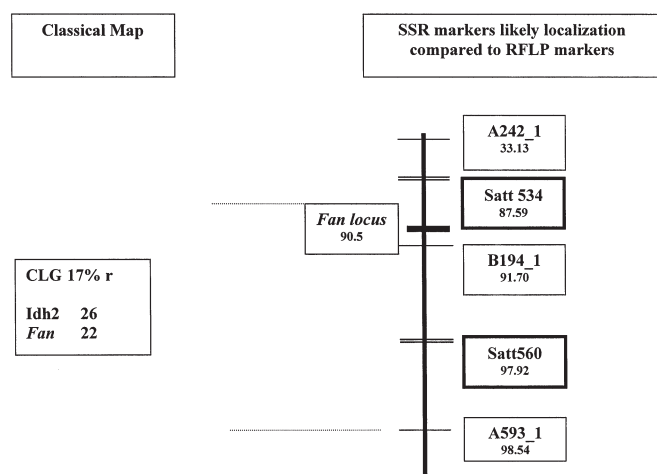 Classical Map
SSR markers likely localization
compared to RFLP markers
A242_1
33.13
Satt 534
87.59
Fan locus
90.5
B194_1
91.70
CLG 17% r
Idh2 26
Fan 22
Satt560
97.92
A593_1
98.54